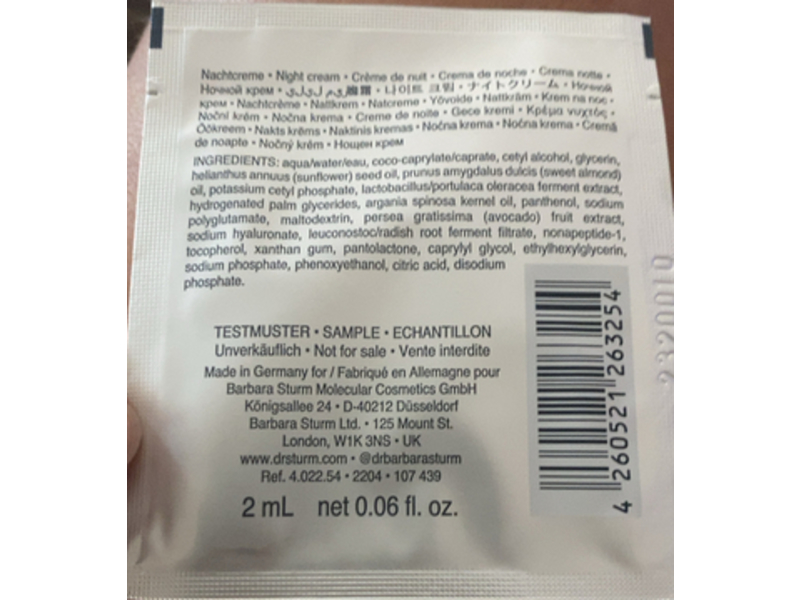 Nachtcreme • Night cream • Crème de nuit • Crema de noche • Crema notte •
Ночной крем • • 나이트 크림 • ナイトクリーム • Ночной
крем • Nachtcrème • Nattkrem • Natcreme • Yövoide • Nattkräm • Krem na noc •
Noční krém • Nočna krema • Creme de noite • Gece kremi • Κρέμα νυχτός •
Öökreem • Nakts krēms • Naktinis kremas • Noćna krema • Noćna krema • Cremă
de noapte • Nočný krém • Нощен крем
INGREDIENTS: aqua/water/eau, coco-caprylate/caprate, cetyl alcohol, glycerin,
helianthus annuus (sunflower) seed oil, prunus amygdalus dulcis (sweet almond)
oil, potassium cetyl phosphate, lactobacillus/portulaca oleracea ferment extract,
hydrogenated palm glycerides, argania spinosa kernel oil, panthenol, sodium
polyglutamate, maltodextrin, persea gratissima (avocado) fruit extract,
sodium hyaluronate, leuconostoc/radish root ferment filtrate, nonapeptide-1,
tocopherol, xanthan gum, pantolactone, caprylyl glycol, ethylhexylglycerin,
sodium phosphate, phenoxyethanol, citric acid, disodium
phosphate.
TESTMUSTER • SAMPLE • ECHANTILLON
Unverkäuflich • Not for sale • Vente interdite
Made in Germany for / Fabriqué en Allemagne pour
Barbara Sturm Molecular Cosmetics GmbH
Königsallee 24 • D-40212 Düsseldorf
Barbara Sturm Ltd. • 125 Mount St.
London, W1K 3NS • UK
www.drsturm.com • @drbarbarasturm
Ref. 4.022.54 • 2204 • 107 439
2 mL net 0.06 fl. oz.
4 260521 263254
2320010